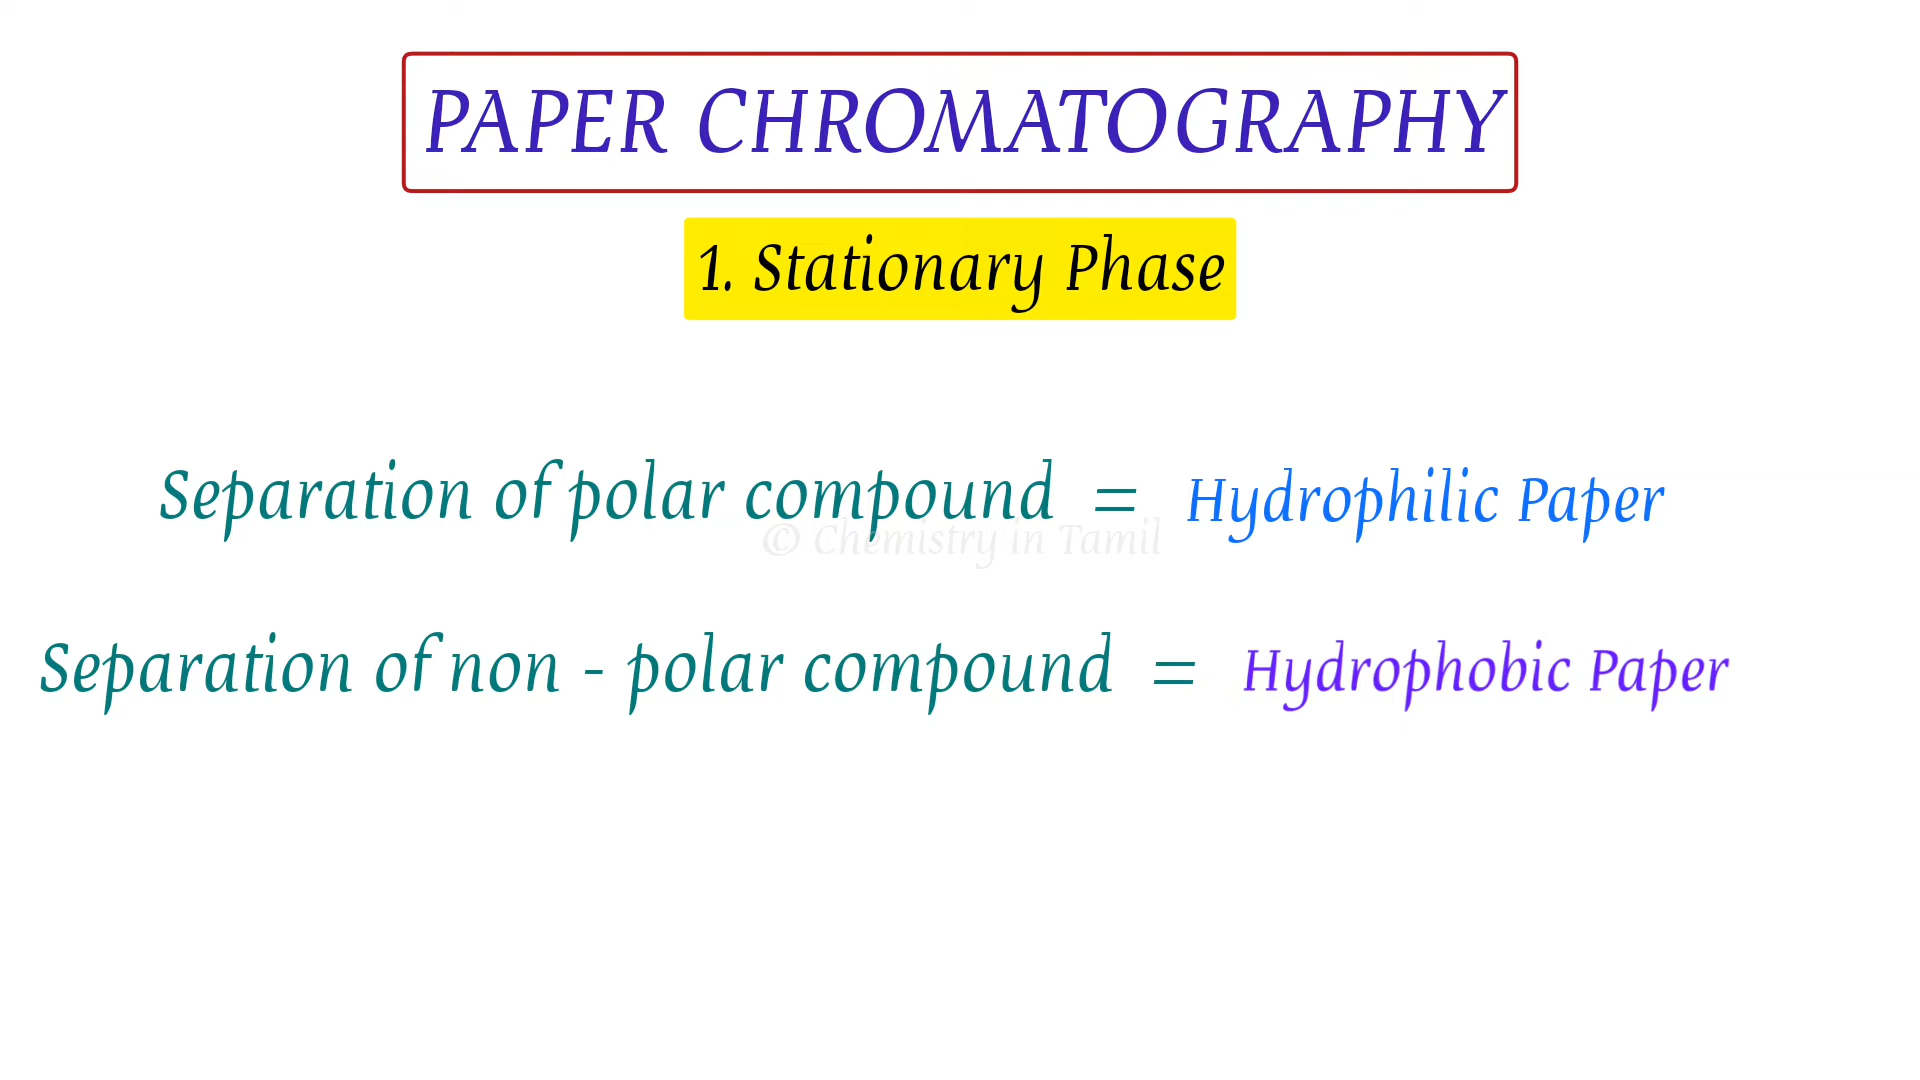 PAPER CHROMATOGRAPHY
1. Stationary Phase
Separation of polar compound = Hydrophilic Paper
© Chemistry in Tamil
Separation of non - polar compound = Hydrophobic Paper